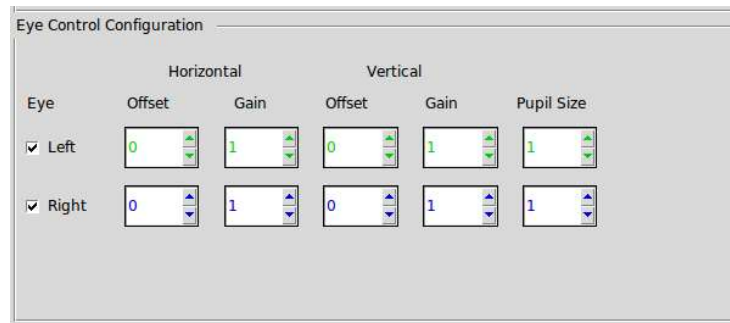 Eye Control Configuration
Horizontal Vertical
Eye Offset Gain Offset Gain Pupil Size
Left 0 1 0 1 1
Right 0 1 0 1 1